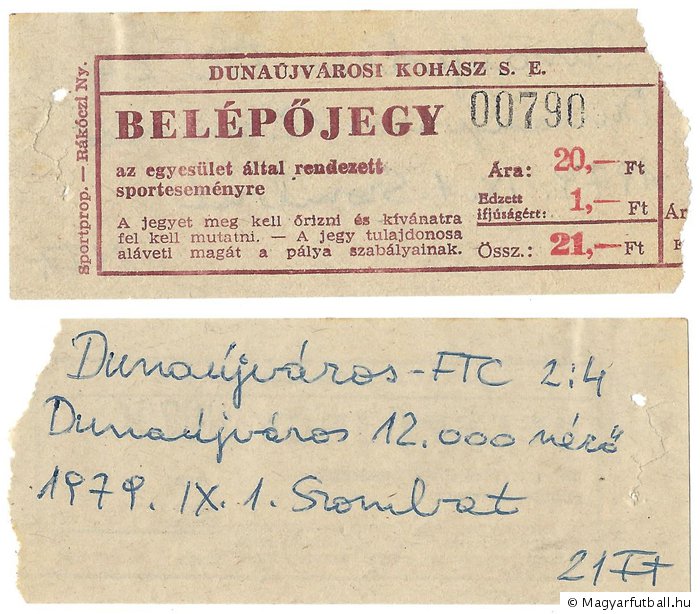 Sportprop. — Rákóczi Ny.
DUNAÚJVÁROSI KOHÁSZ S. E.
BELÉPŐJEGY 00790
az egyesület által rendezett
sporteseményre
A jegyet meg kell őrizni és kívánatra
fel kell mutatni. — A jegy tulajdonosa
aláveti magát a pálya szabályainak.
Ára: 20,— Ft
Edzett
ifjúságért: 1,— Ft
Össz.: 21,— Ft
Ár
Dunaújváros-FTC 2:4
Dunaújváros 12.000 néző
1979. IX. 1. Szombat
21 Ft
© Magyarfutball.hu